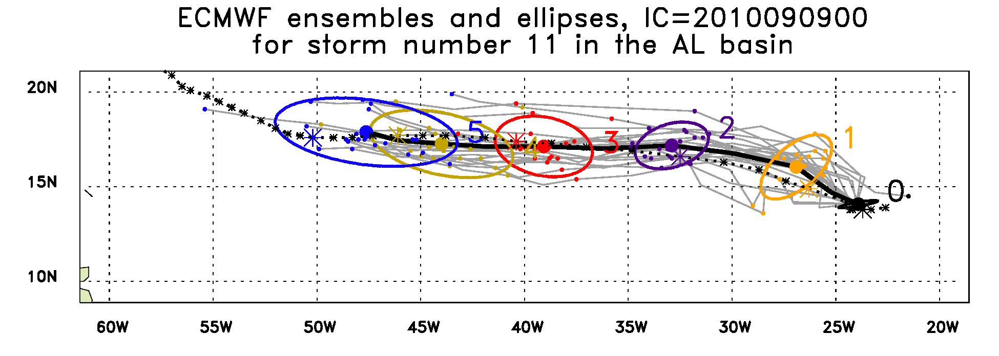 ECMWF ensembles and ellipses, IC=2010090900
for storm number 11 in the AL basin
20N
15N
10N
5
4
3
2
1
0
60W 55W 50W 45W 40W 35W 30W 25W 20W